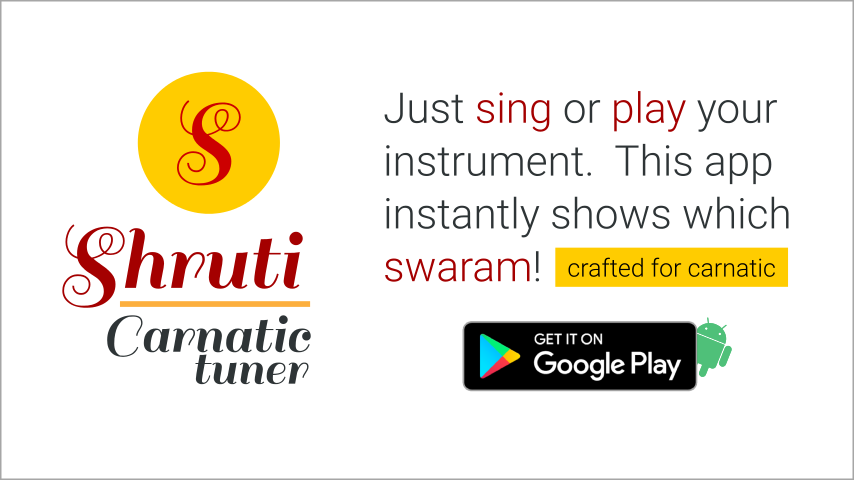 S
Shruti
Carnatic
tuner
Just sing or play your
instrument. This app
instantly shows which
swaram! crafted for carnatic
GET IT ON
Google Play